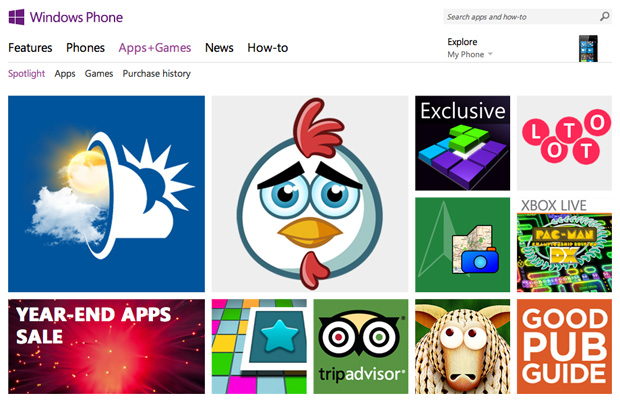 Windows Phone
Search apps and how-to
Features Phones Apps+Games News How-to
Explore
My Phone
Spotlight Apps Games Purchase history
Exclusive
LOTTO
XBOX LIVE
PAC-MAN
CHAMPIONSHIP EDITION
DX
YEAR-END APPS
SALE
tripadvisor®
GOOD
PUB
GUIDE